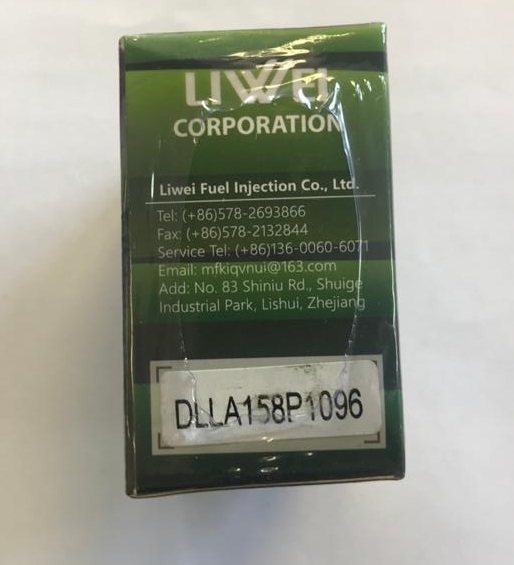 LIWEI
CORPORATION
Liwei Fuel Injection Co., Ltd.
Tel: (+86)578-2693866
Fax: (+86)578-2132844
Service Tel: (+86)136-0060-6071
Email: mfkiqvnui@163.com
Add: No. 83 Shiniu Rd., Shuige
Industrial Park, Lishui, Zhejiang
DLLA158P1096